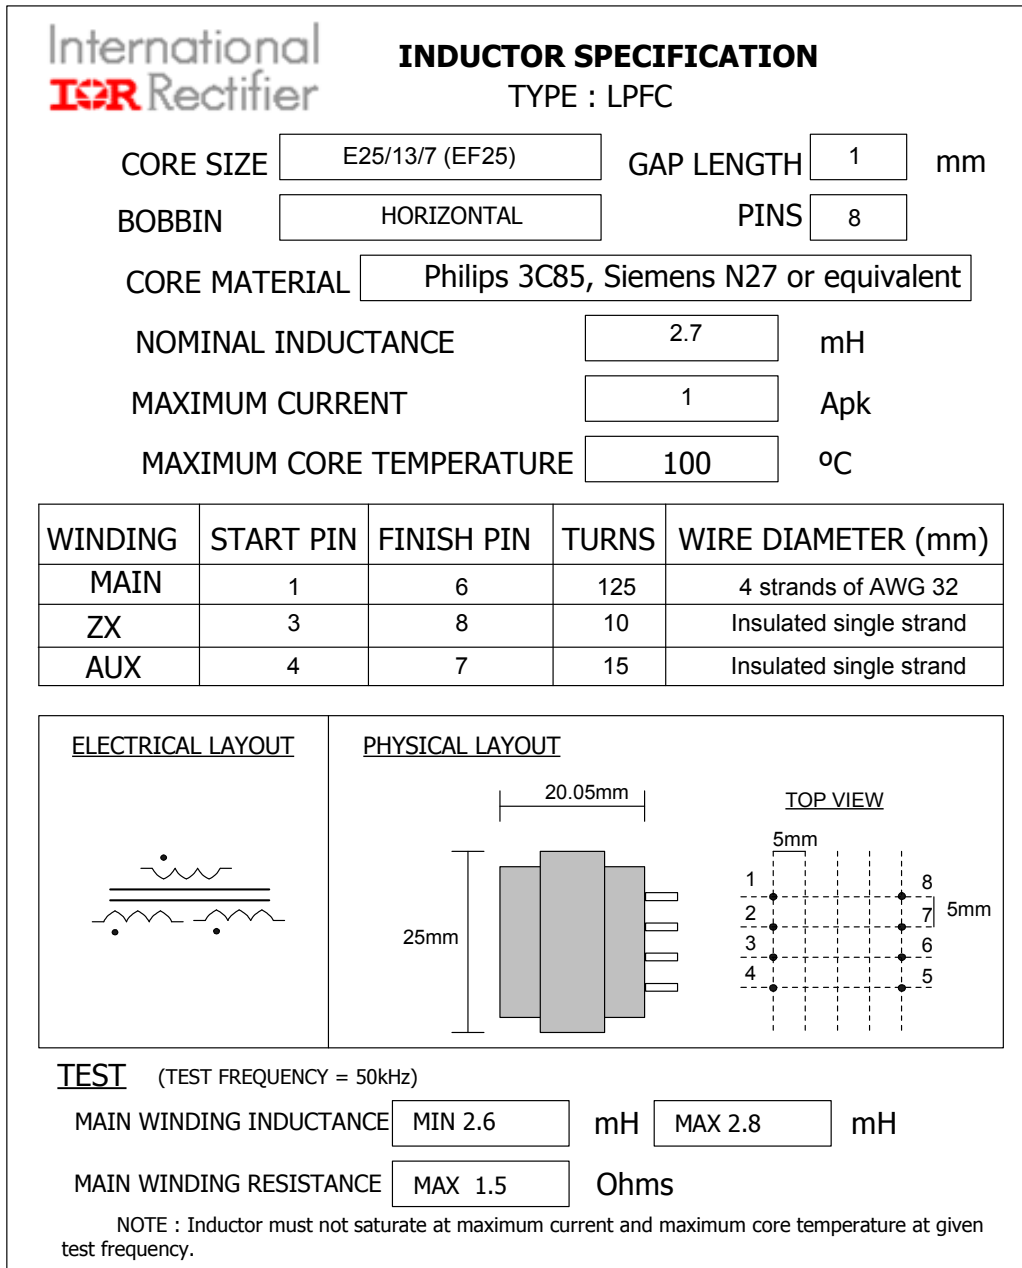 International
IOR Rectifier
INDUCTOR SPECIFICATION
TYPE : LPFC
CORE SIZE E25/13/7 (EF25) GAP LENGTH 1 mm
BOBBIN HORIZONTAL PINS 8
CORE MATERIAL Philips 3C85, Siemens N27 or equivalent
NOMINAL INDUCTANCE 2.7 mH
MAXIMUM CURRENT 1 Apk
MAXIMUM CORE TEMPERATURE 100 ºC
WINDING START PIN FINISH PIN TURNS WIRE DIAMETER (mm)
MAIN 1 6 125 4 strands of AWG 32
ZX 3 8 10 Insulated single strand
AUX 4 7 15 Insulated single strand
ELECTRICAL LAYOUT
PHYSICAL LAYOUT
20.05mm
25mm
TOP VIEW
5mm
1 8
2 7 5mm
3 6
4 5
TEST (TEST FREQUENCY = 50kHz)
MAIN WINDING INDUCTANCE MIN 2.6 mH MAX 2.8 mH
MAIN WINDING RESISTANCE MAX 1.5 Ohms
NOTE : Inductor must not saturate at maximum current and maximum core temperature at given
test frequency.